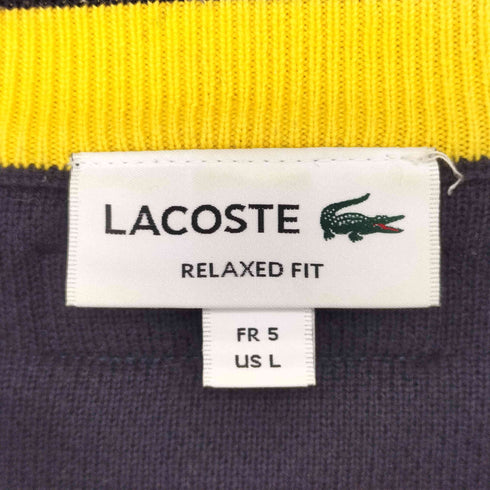 LACOSTE
RELAXED FIT
FR 5
US L